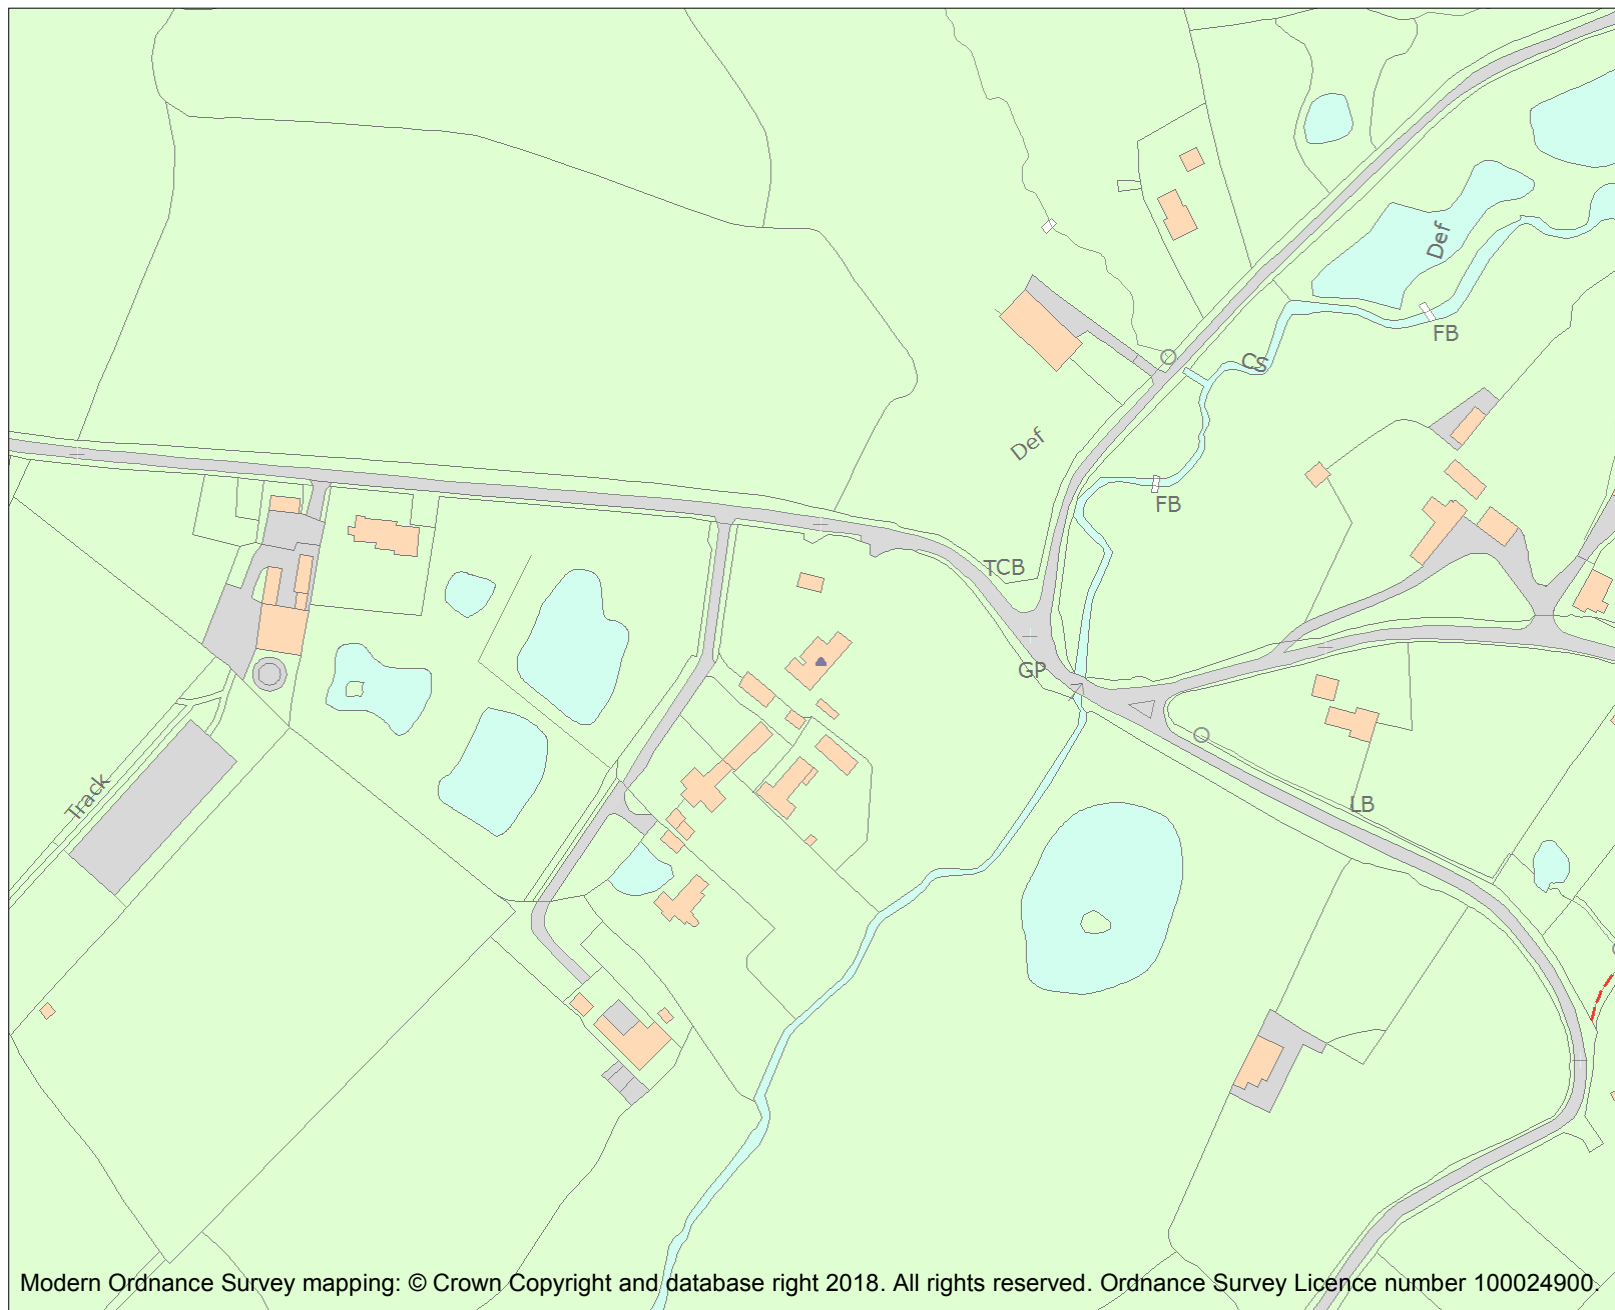 Def
FB
CS
Def
FB
TCB
GP
Track
LB
Modern Ordnance Survey mapping: © Crown Copyright and database right 2018. All rights reserved. Ordnance Survey Licence number 100024900.